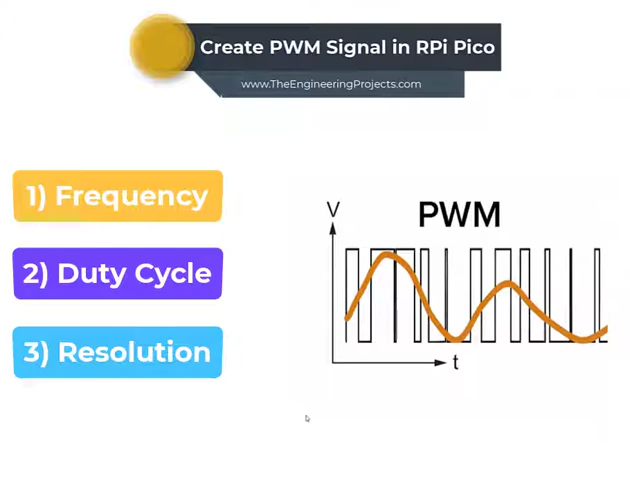 Create PWM Signal in RPi Pico
www.TheEngineeringProjects.com
1) Frequency
2) Duty Cycle
3) Resolution
V
PWM
t